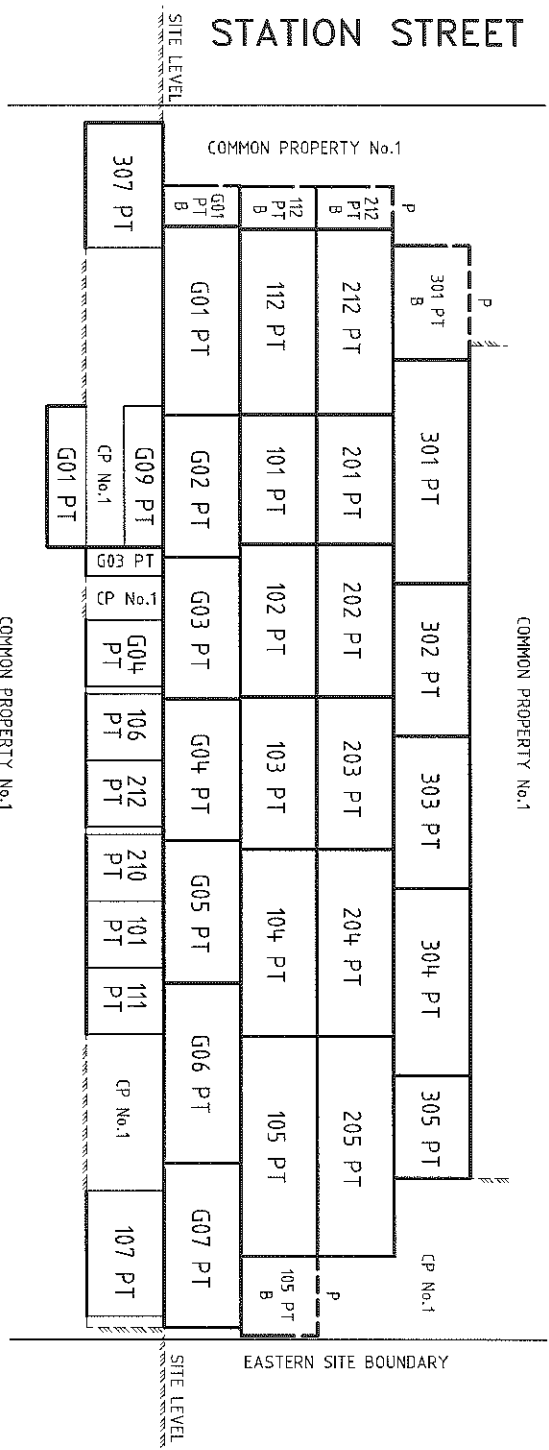 STATION STREET
SITE LEVEL
COMMON PROPERTY No.1
COMMON PROPERTY No.1
COMMON PROPERTY No.1
P
301 PT
B
301 PT
302 PT
303 PT
304 PT
305 PT
P
212
PT
B
212 PT
201 PT
202 PT
203 PT
204 PT
205 PT
CP No.1
112
PT
B
112 PT
101 PT
102 PT
103 PT
104 PT
105 PT
105 PT
B
P
G01
PT
B
G01 PT
G02 PT
G03 PT
G04 PT
G05 PT
G06 PT
G07 PT
307 PT
G09 PT
CP No.1
G01 PT
G03 PT
CP No.1
G04
PT
106
PT
212
PT
210
PT
101
PT
111
PT
CP No.1
107 PT
EASTERN SITE BOUNDARY
SITE LEVEL